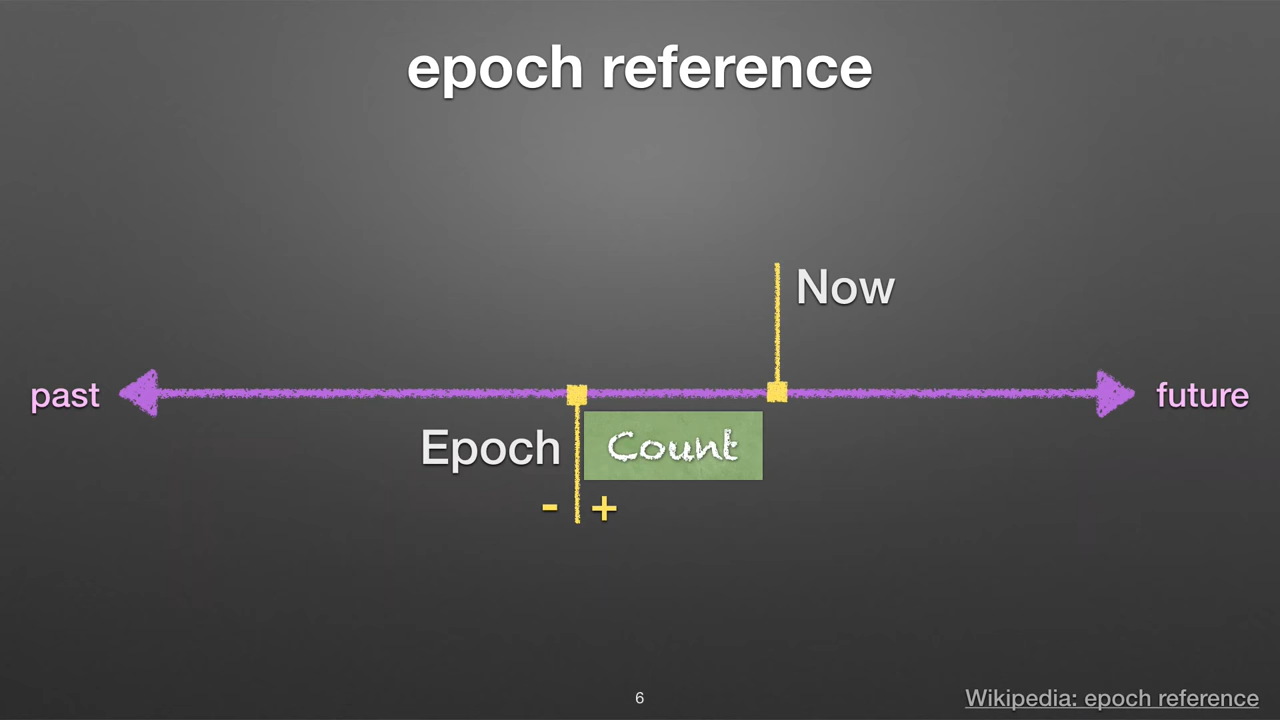 epoch reference
Now
past
future
Epoch
Count
- +
6
Wikipedia: epoch reference